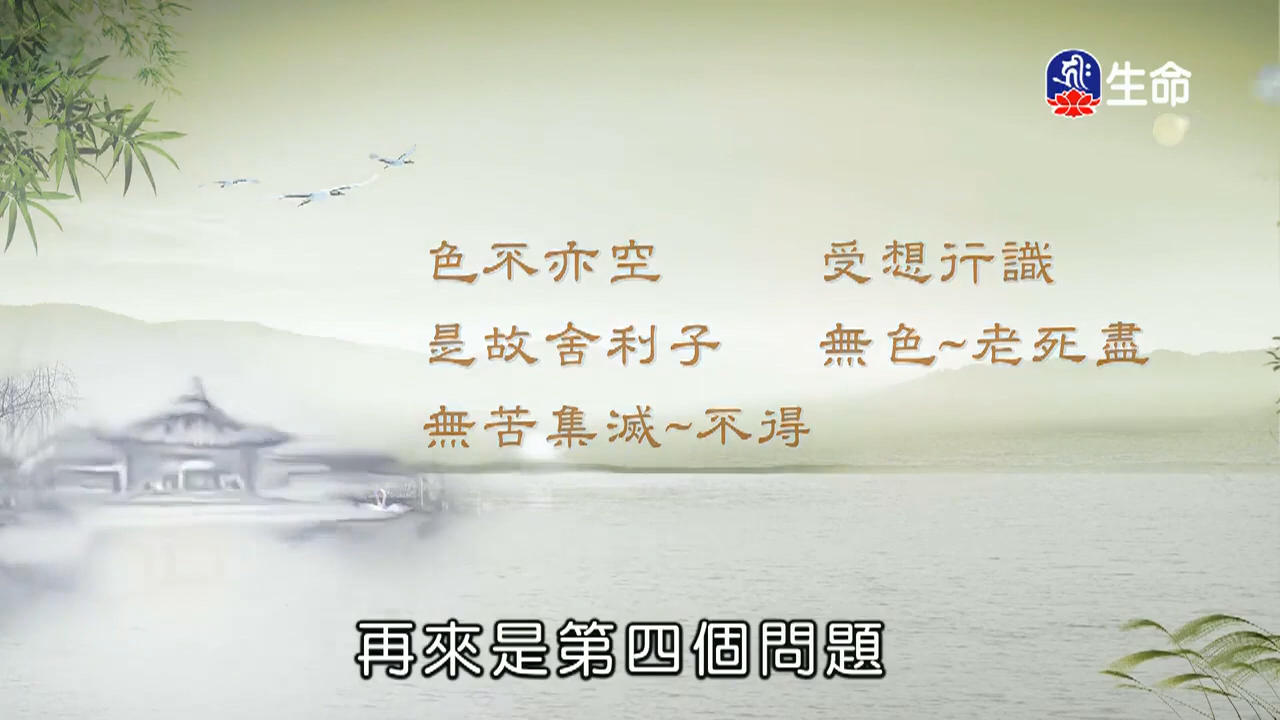 生命
色不亦空 受想行識
是故舍利子 無色~老死盡
無苦集滅~不得
再來是第四個問題